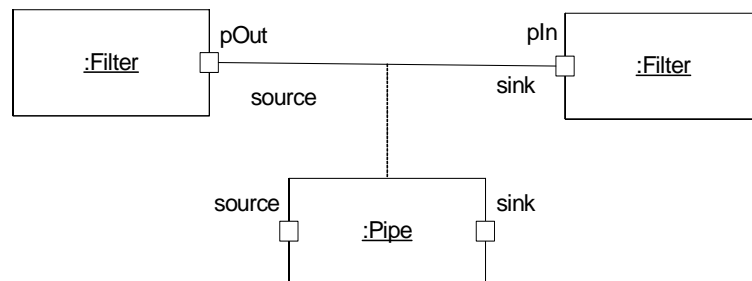 pOut
pIn
:Filter
:Filter
source
sink
source
sink
:Pipe